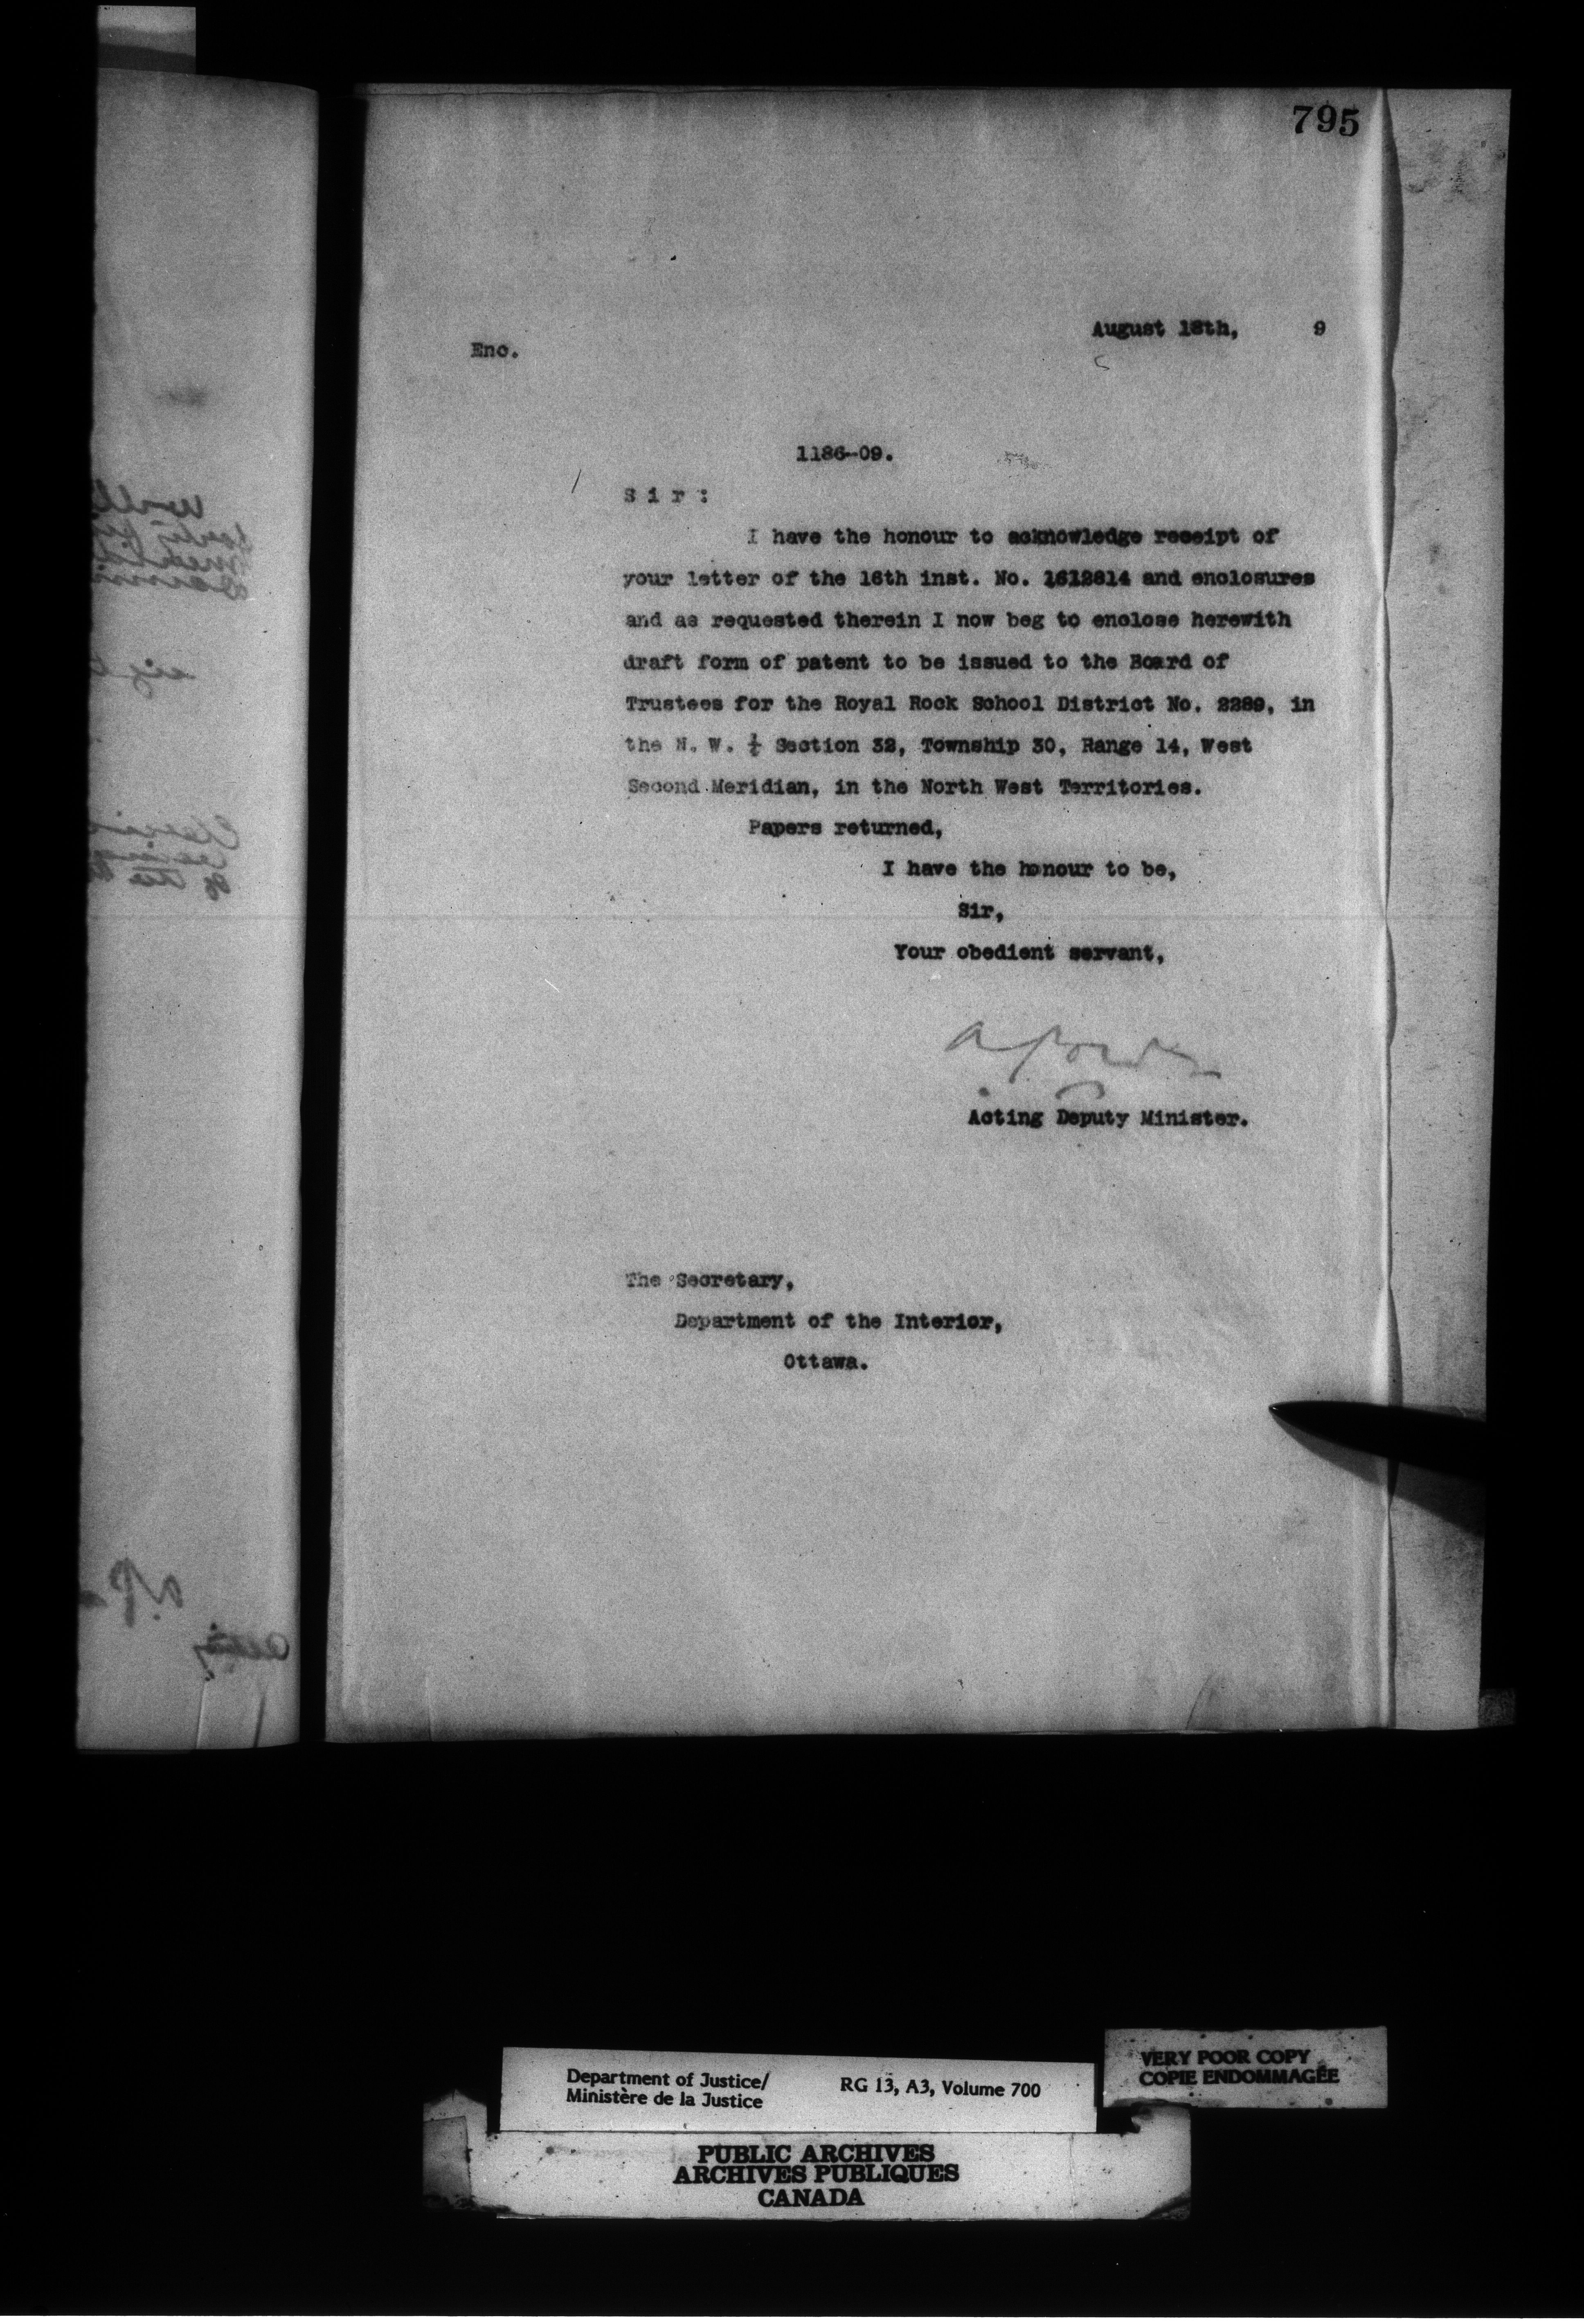 795
August 18th, 9
Enc.
1186-09.
S i r :
I have the honour to acknowledge receipt of
your letter of the 16th inst. No. 1612814 and enclosures
and as requested therein I now beg to enclose herewith
draft form of patent to be issued to the Board of
Trustees for the Royal Rock School District No. 2289, in
the N. W. ¼ Section 32, Township 30, Range 14, West
Second Meridian, in the North West Territories.
Papers returned,
I have the honour to be,
Sir,
Your obedient servant,
Acting Deputy Minister.
The Secretary,
Department of the Interior,
Ottawa.
Department of Justice/
Ministère de la Justice
RG 13, A3, Volume 700
VERY POOR COPY
COPIE ENDOMMAGÉE
PUBLIC ARCHIVES
ARCHIVES PUBLIQUES
CANADA